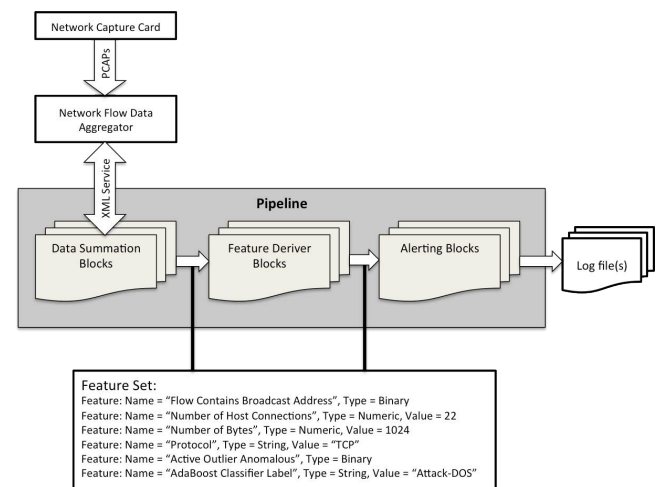 Network Capture Card
PCAPs
Network Flow Data
Aggregator
XML Service
Pipeline
Data Summation
Blocks
Feature Deriver
Blocks
Alerting Blocks
Log file(s)
Feature Set:
Feature: Name = “Flow Contains Broadcast Address”, Type = Binary
Feature: Name = “Number of Host Connections”, Type = Numeric, Value = 22
Feature: Name = “Number of Bytes”, Type = Numeric, Value = 1024
Feature: Name = “Protocol”, Type = String, Value = “TCP”
Feature: Name = “Active Outlier Anomalous”, Type = Binary
Feature: Name = “AdaBoost Classifier Label”, Type = String, Value = “Attack-DOS”